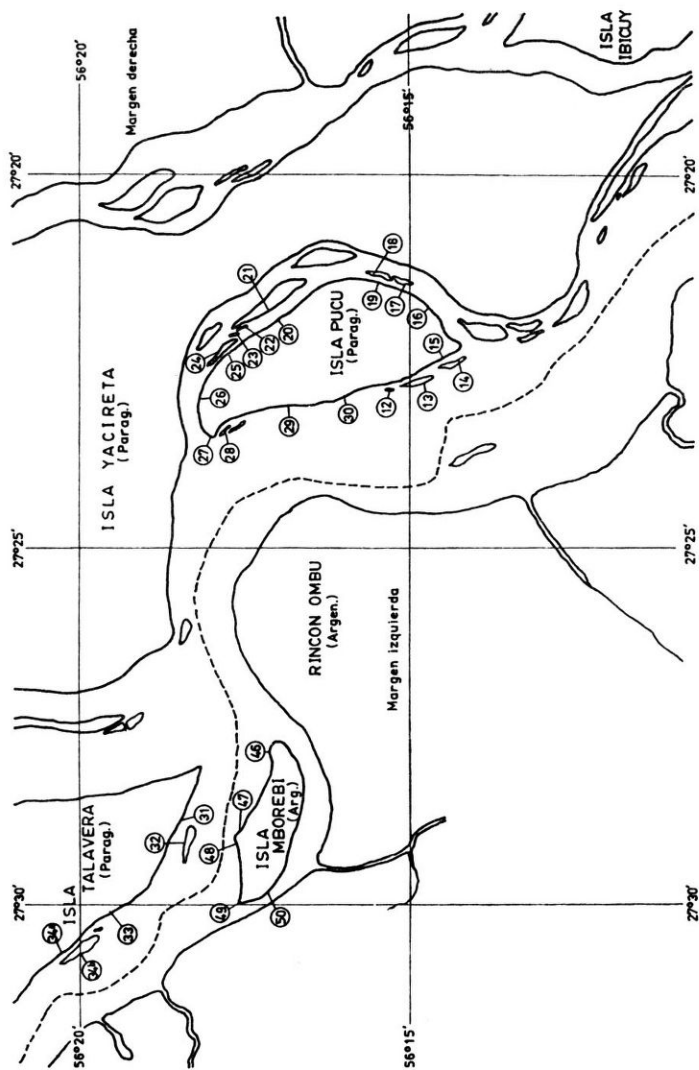 27°30'
27°25'
27°20'
56°20'
34a
ISLA
TALAVERA
(Parag.)
34b
33
32
31
ISLA YACIRETA
(Parag.)
56°20'
Margen derecha
49
48
47
46
50
ISLA
MBOREBI
(Arg.)
RINCON OMBU
(Argen.)
Margen izquierda
27
28
26
24
25
23
22
21
20
29
30
12
13
14
15
16
17
19
18
ISLA PUCU
(Parag.)
56°15'
56°15'
ISLA
IBICUY
27°30'
27°25'
27°20'